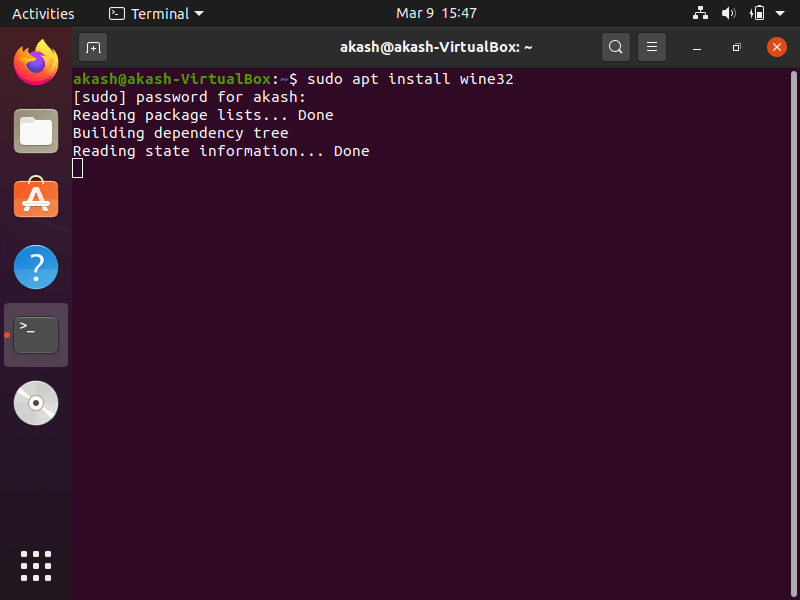 Activities Terminal Mar 9 15:47
akash@akash-VirtualBox: ~
akash@akash-VirtualBox:~$ sudo apt install wine32
[sudo] password for akash:
Reading package lists... Done
Building dependency tree
Reading state information... Done